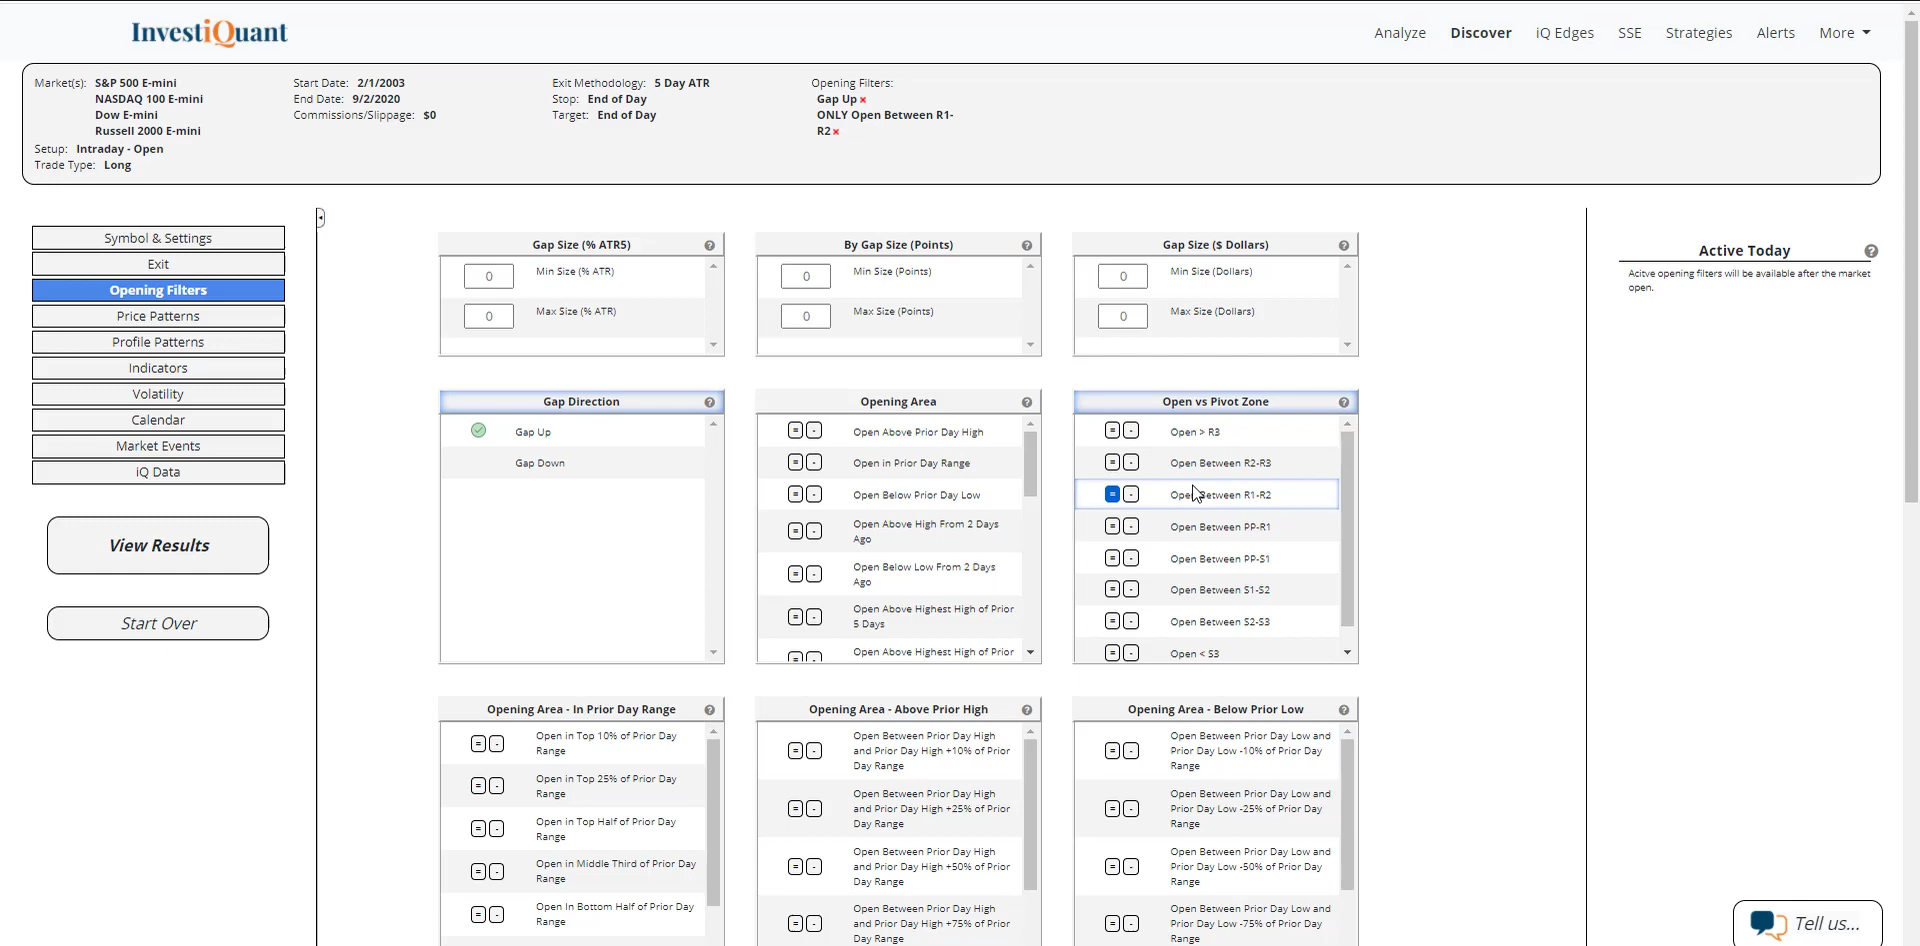 InvestiQuant
Analyze
Discover
iQ Edges
SSE
Strategies
Alerts
More
Market(s): S&P 500 E-mini
NASDAQ 100 E-mini
Dow E-mini
Russell 2000 E-mini
Setup: Intraday - Open
Trade Type: Long
Start Date: 2/1/2003
End Date: 9/2/2020
Commissions/Slippage: $0
Exit Methodology: 5 Day ATR
Stop: End of Day
Target: End of Day
Opening Filters:
Gap Up ×
ONLY Open Between R1-
R2 ×
Symbol & Settings
Exit
Opening Filters
Price Patterns
Profile Patterns
Indicators
Volatility
Calendar
Market Events
iQ Data
View Results
Start Over
Gap Size (% ATR5) ?
0 Min Size (% ATR)
0 Max Size (% ATR)
By Gap Size (Points) ?
0 Min Size (Points)
0 Max Size (Points)
Gap Size ($ Dollars) ?
0 Min Size (Dollars)
0 Max Size (Dollars)
Gap Direction ?
Gap Up
Gap Down
Opening Area ?
= - Open Above Prior Day High
= - Open in Prior Day Range
= - Open Below Prior Day Low
= - Open Above High From 2 Days
Ago
= - Open Below Low From 2 Days
Ago
= - Open Above Highest High of Prior
5 Days
Open Above Highest High of Prior
Open vs Pivot Zone ?
= - Open > R3
= - Open Between R2-R3
= - Open Between R1-R2
= - Open Between PP-R1
= - Open Between PP-S1
= - Open Between S1-S2
= - Open Between S2-S3
= - Open < S3
Opening Area - In Prior Day Range ?
= - Open in Top 10% of Prior Day
Range
= - Open in Top 25% of Prior Day
Range
= - Open in Top Half of Prior Day
Range
= - Open in Middle Third of Prior Day
Range
= - Open In Bottom Half of Prior Day
Range
Opening Area - Above Prior High ?
= - Open Between Prior Day High
and Prior Day High +10% of Prior
Day Range
= - Open Between Prior Day High
and Prior Day High +25% of Prior
Day Range
= - Open Between Prior Day High
and Prior Day High +50% of Prior
Day Range
= - Open Between Prior Day High
and Prior Day High +75% of Prior
Day Range
Opening Area - Below Prior Low ?
= - Open Between Prior Day Low and
Prior Day Low -10% of Prior Day
Range
= - Open Between Prior Day Low and
Prior Day Low -25% of Prior Day
Range
= - Open Between Prior Day Low and
Prior Day Low -50% of Prior Day
Range
= - Open Between Prior Day Low and
Prior Day Low -75% of Prior Day
Range
Active Today ?
Acitve opening filters will be available after the market
open.
Tell us...